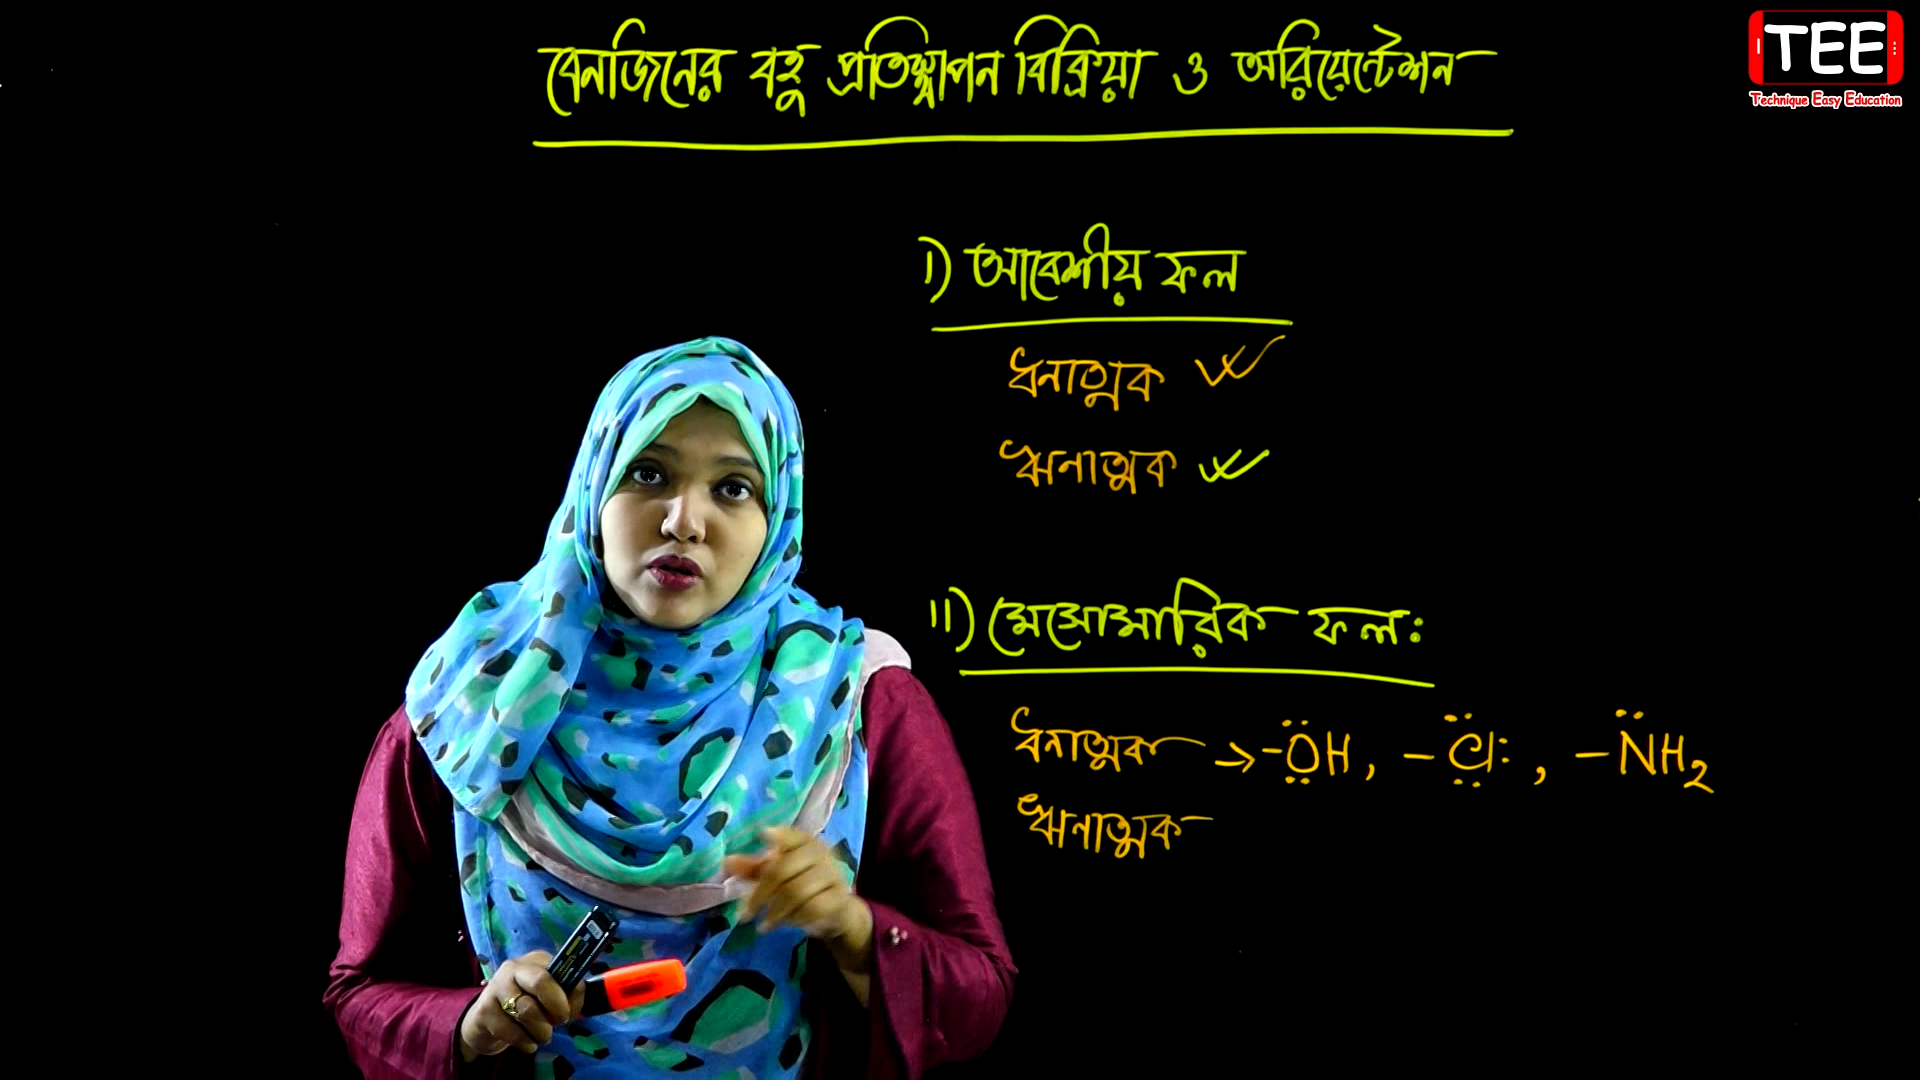 বেনজিনের বহু প্রতিস্থাপন বিক্রিয়া ও অরিয়েন্টেশন
TEE
Technique Easy Education
I) আবেশীয় ফল
ধনাত্মক
ঋনাত্মক
II) মেসোমারিক ফল:
ধনাত্মক → -OH, -Cl: , -NH2
ঋনাত্মক